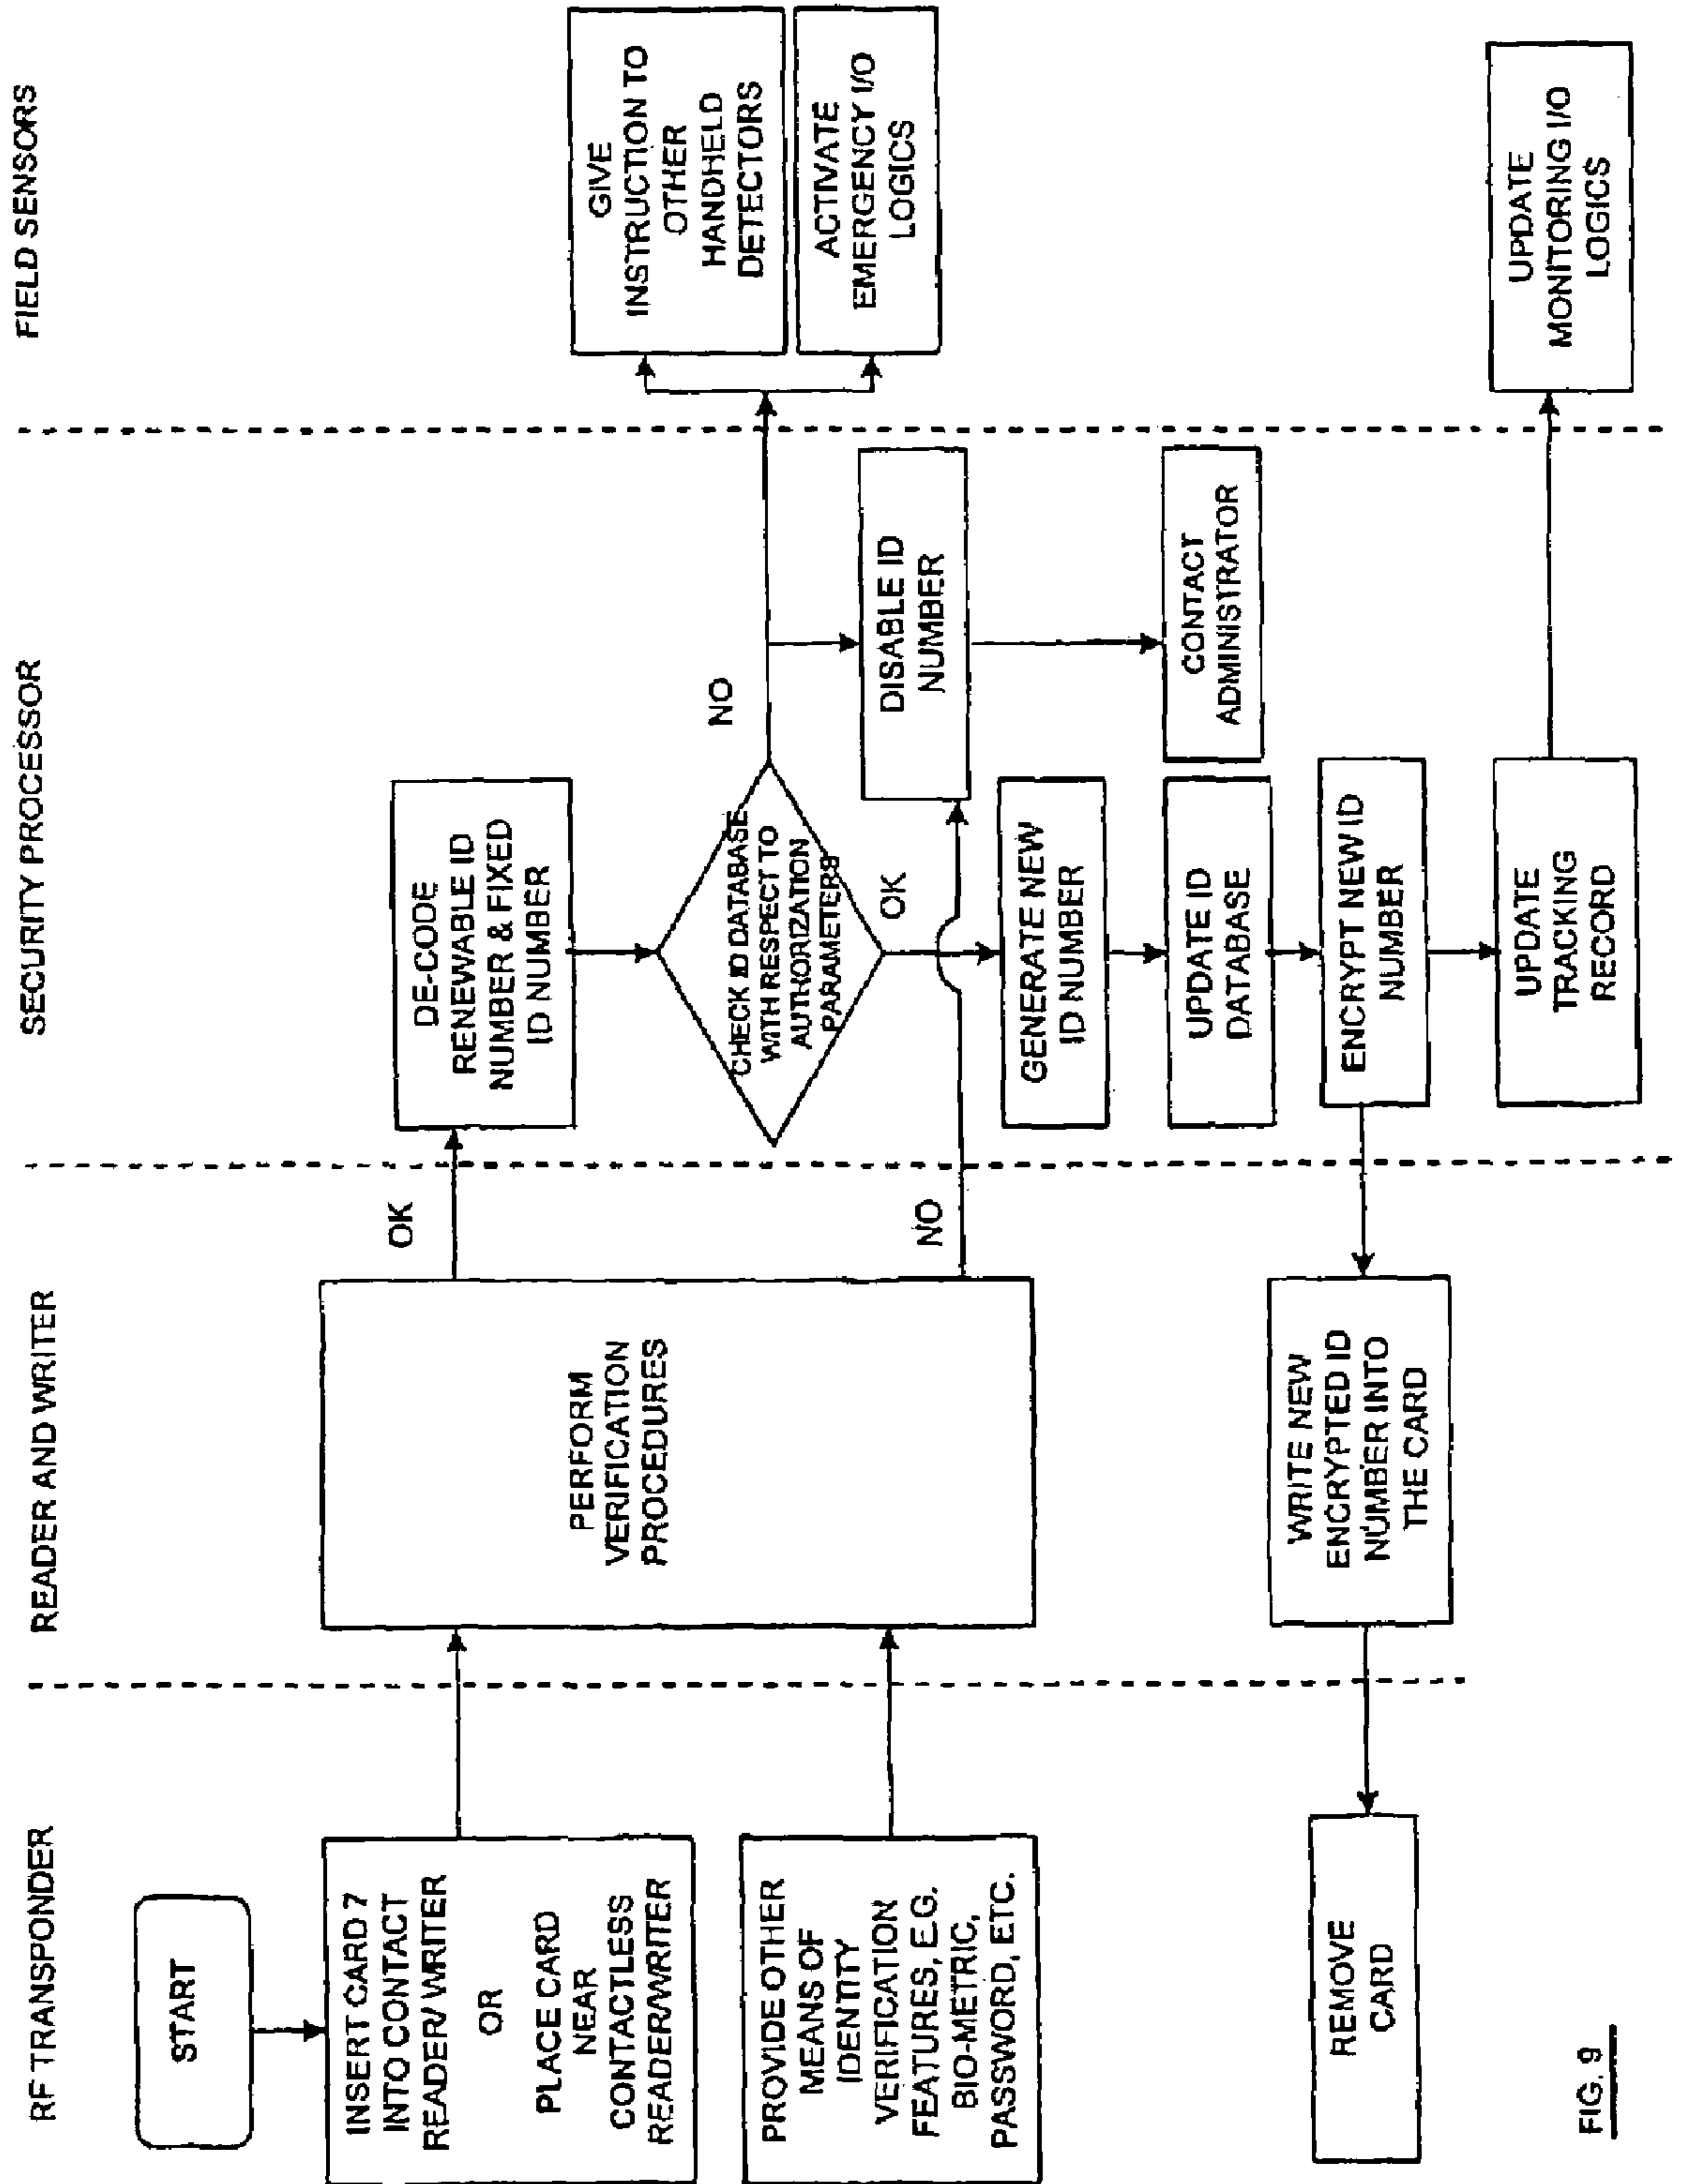 RF TRANSPONDER
READER AND WRITER
SECURITY PROCESSOR
FIELD SENSORS
START
INSERT CARD 7
INTO CONTACT
READER/WRITER
OR
PLACE CARD
NEAR
CONTACTLESS
READER/WRITER
PROVIDE OTHER
MEANS OF
IDENTITY
VERIFICATION
FEATURES, E.G.
BIO-METRIC,
PASSWORD, ETC.
PERFORM
VERIFICATION
PROCEDURES
OK
NO
DE-CODE
RENEWABLE ID
NUMBER & FIXED
ID NUMBER
CHECK ID DATABASE
WITH RESPECT TO
AUTHORIZATION
PARAMETERS
NO
OK
GIVE
INSTRUCTION TO
OTHER
HANDHELD
DETECTORS
ACTIVATE
EMERGENCY I/O
LOGICS
DISABLE ID
NUMBER
CONTACT
ADMINISTRATOR
GENERATE NEW
ID NUMBER
UPDATE ID
DATABASE
ENCRYPT NEW ID
NUMBER
UPDATE
TRACKING
RECORD
UPDATE
MONITORING I/O
LOGICS
WRITE NEW
ENCRYPTED ID
NUMBER INTO
THE CARD
REMOVE
CARD
FIG. 9